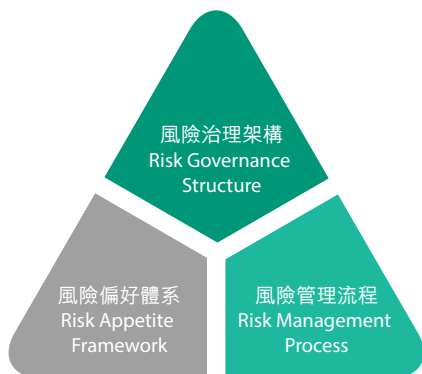 風險治理架構
Risk Governance
Structure
風險偏好體系
Risk Appetite
Framework
風險管理流程
Risk Management
Process